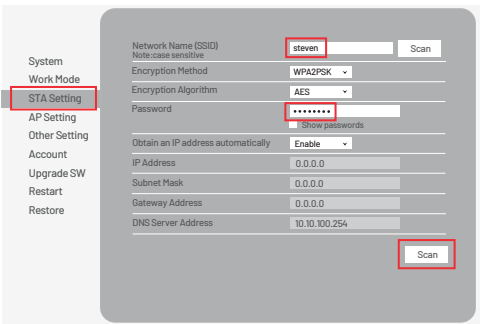 System
Work Mode
STA Setting
AP Setting
Other Setting
Account
Upgrade SW
Restart
Restore
Network Name (SSID) steven Scan
Note:case sensitive
Encryption Method WPA2PSK
Encryption Algorithm AES
Password ••••••••
Show passwords
Obtain an IP address automatically Enable
IP Address 0.0.0.0
Subnet Mask 0.0.0.0
Gateway Address 0.0.0.0
DNS Server Address 10.10.100.254
Scan